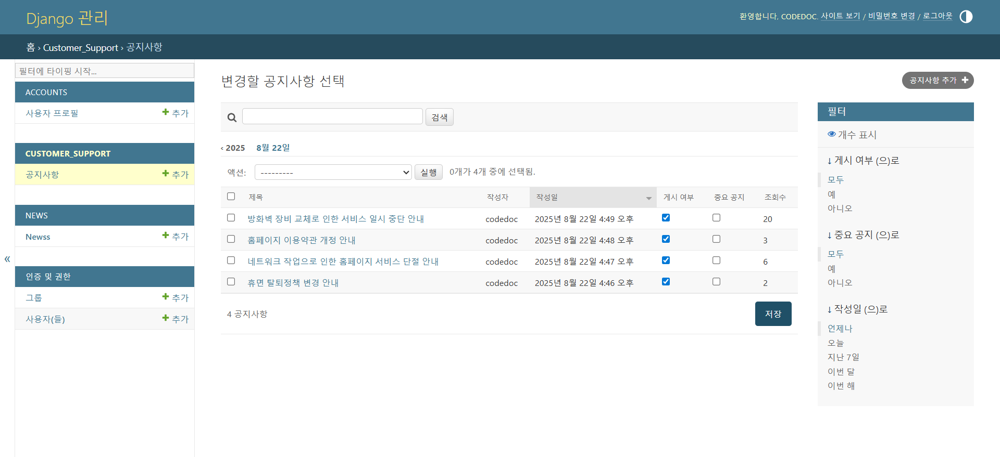 Django 관리
환영합니다, CODEDOC. 사이트 보기 / 비밀번호 변경 / 로그아웃
홈 › Customer_Support › 공지사항
필터에 타이핑 시작...
ACCOUNTS
사용자 프로필 추가
CUSTOMER_SUPPORT
공지사항 추가
NEWS
Newss 추가
«
인증 및 권한
그룹 추가
사용자(들) 추가
변경할 공지사항 선택
공지사항 추가
검색
‹ 2025 8월 22일
액션: --------- 실행 0개가 4개 중에 선택됨.
제목 작성자 작성일 게시 여부 중요 공지 조회수
방화벽 장비 교체로 인한 서비스 일시 중단 안내 codedoc 2025년 8월 22일 4:49 오후 20
홈페이지 이용약관 개정 안내 codedoc 2025년 8월 22일 4:48 오후 3
네트워크 작업으로 인한 홈페이지 서비스 단절 안내 codedoc 2025년 8월 22일 4:47 오후 6
휴면 탈퇴정책 변경 안내 codedoc 2025년 8월 22일 4:46 오후 2
4 공지사항
저장
필터
개수 표시
↓ 게시 여부 (으)로
모두
예
아니오
↓ 중요 공지 (으)로
모두
예
아니오
↓ 작성일 (으)로
언제나
오늘
지난 7일
이번 달
이번 해